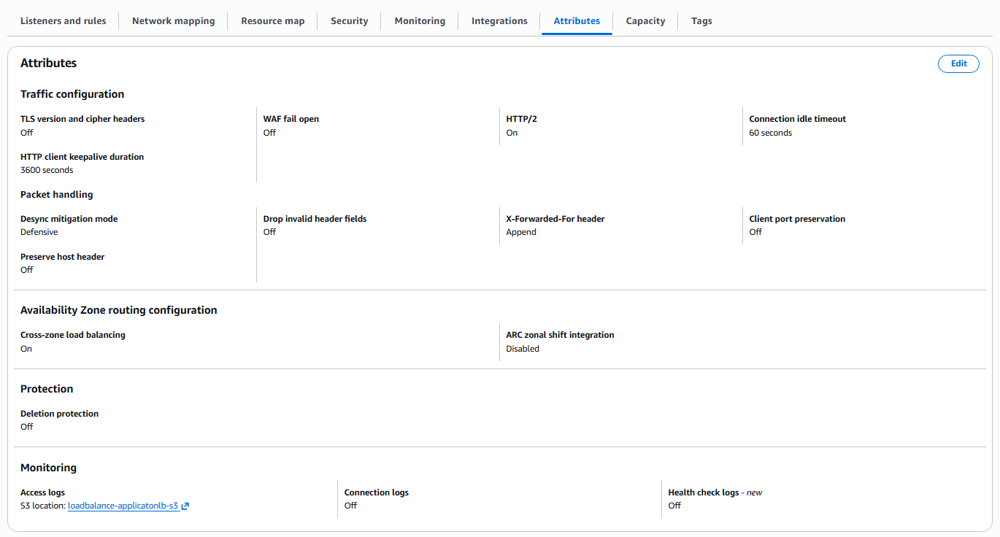 Listeners and rules
Network mapping
Resource map
Security
Monitoring
Integrations
Attributes
Capacity
Tags
Attributes
Edit
Traffic configuration
TLS version and cipher headers
Off
WAF fail open
Off
HTTP/2
On
Connection idle timeout
60 seconds
HTTP client keepalive duration
3600 seconds
Packet handling
Desync mitigation mode
Defensive
Drop invalid header fields
Off
X-Forwarded-For header
Append
Client port preservation
Off
Preserve host header
Off
Availability Zone routing configuration
Cross-zone load balancing
On
ARC zonal shift integration
Disabled
Protection
Deletion protection
Off
Monitoring
Access logs
S3 location: loadbalance-applicatonlb-s3
Connection logs
Off
Health check logs - new
Off